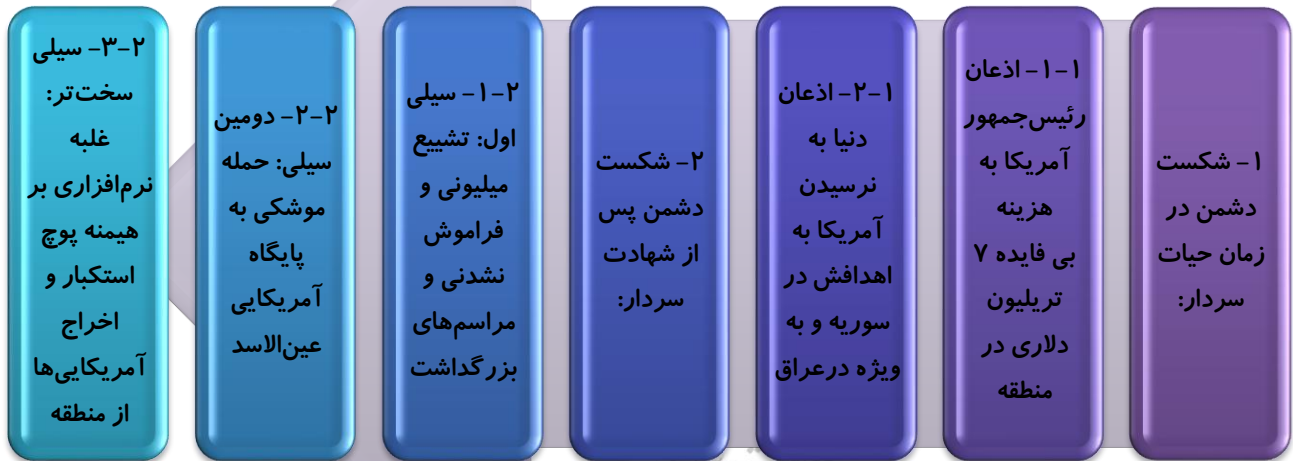 ۱- شکست
دشمن در
زمان حیات
سردار:
۱-۱- اذعان
رئیس‌جمهور
آمریکا به
هزینه
بی فایده ۷
تریلیون
دلاری در
منطقه
۱-۲- اذعان
دنیا به
نرسیدن
آمریکا به
اهدافش در
سوریه و به
ویژه درعراق
۲- شکست
دشمن پس
از شهادت
سردار:
۲-۱- سیلی
اول: تشییع
میلیونی و
فراموش
نشدنی و
مراسم‌های
بزرگداشت
۲-۲- دومین
سیلی: حمله
موشکی به
پایگاه
آمریکایی
عین‌الاسد
۲-۳- سیلی
سخت‌تر:
غلبه
نرم‌افزاری بر
هیمنه پوچ
استکبار و
اخراج
آمریکایی‌ها
از منطقه